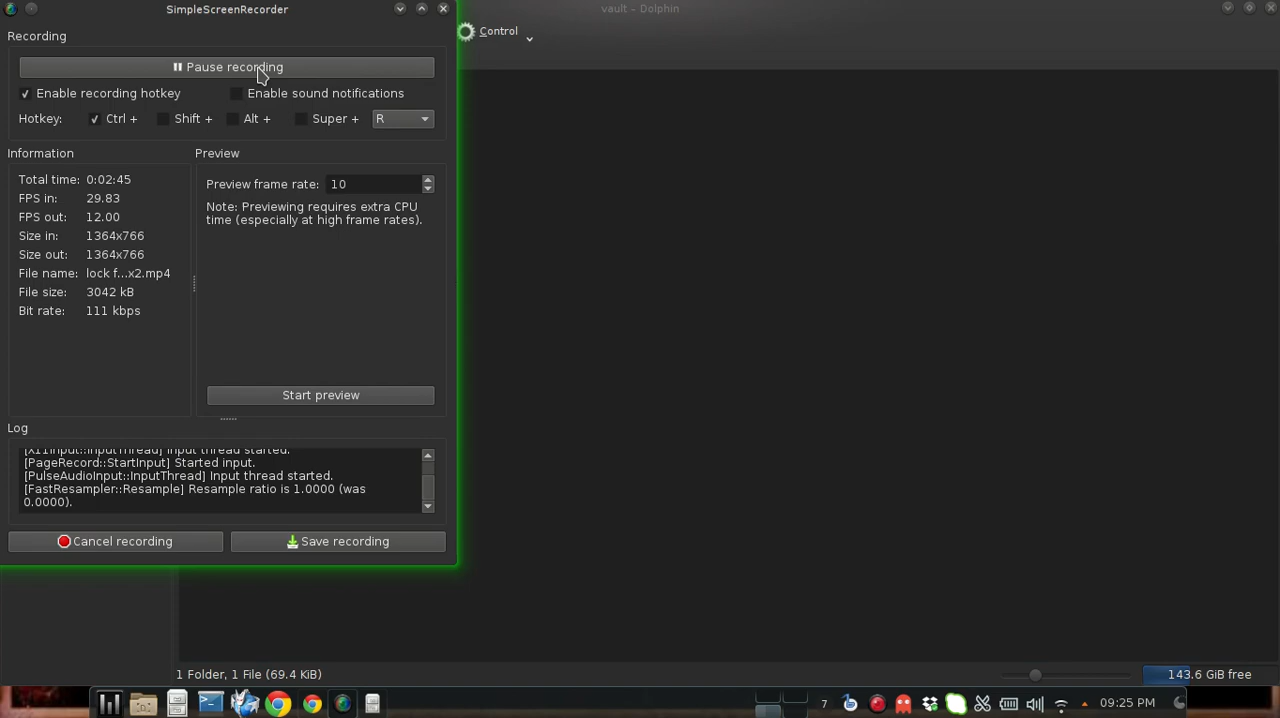 SimpleScreenRecorder
vault – Dolphin
Control
Recording
Pause recording
Enable recording hotkey
Enable sound notifications
Hotkey: Ctrl + Shift + Alt + Super + R
Information
Total time: 0:02:45
FPS in: 29.83
FPS out: 12.00
Size in: 1364x766
Size out: 1364x766
File name: lock f...x2.mp4
File size: 3042 kB
Bit rate: 111 kbps
Preview
Preview frame rate: 10
Note: Previewing requires extra CPU
time (especially at high frame rates).
Start preview
Log
[X11Input::InputThread] Input thread started.
[PageRecord::StartInput] Started input.
[PulseAudioInput::InputThread] Input thread started.
[FastResampler::Resample] Resample ratio is 1.0000 (was
0.0000).
Cancel recording
Save recording
1 Folder, 1 File (69.4 KiB)
143.6 GiB free
7
09:25 PM